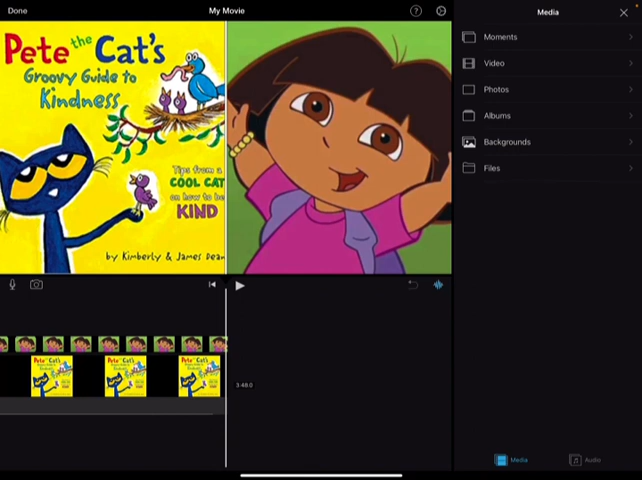 Done
My Movie
Media
Moments
Video
Photos
Albums
Backgrounds
Files
Pete the Cat's
Groovy Guide to
Kindness
Tips from a
COOL CAT
on how to be
KIND
by Kimberly & James Dean
3:48.0
Media
Audio